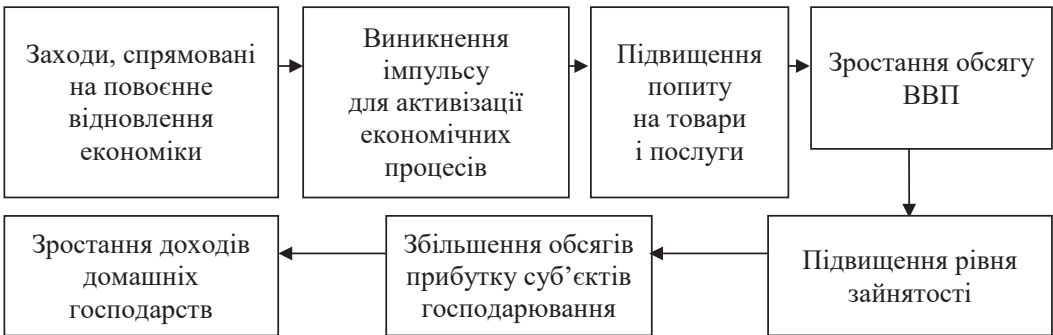 Заходи, спрямовані
на повоєнне
відновлення
економіки
Виникнення
імпульсу
для активізації
економічних
процесів
Підвищення
попиту
на товари
і послуги
Зростання обсягу
ВВП
Зростання доходів
домашніх
господарств
Збільшення обсягів
прибутку суб’єктів
господарювання
Підвищення рівня
зайнятості